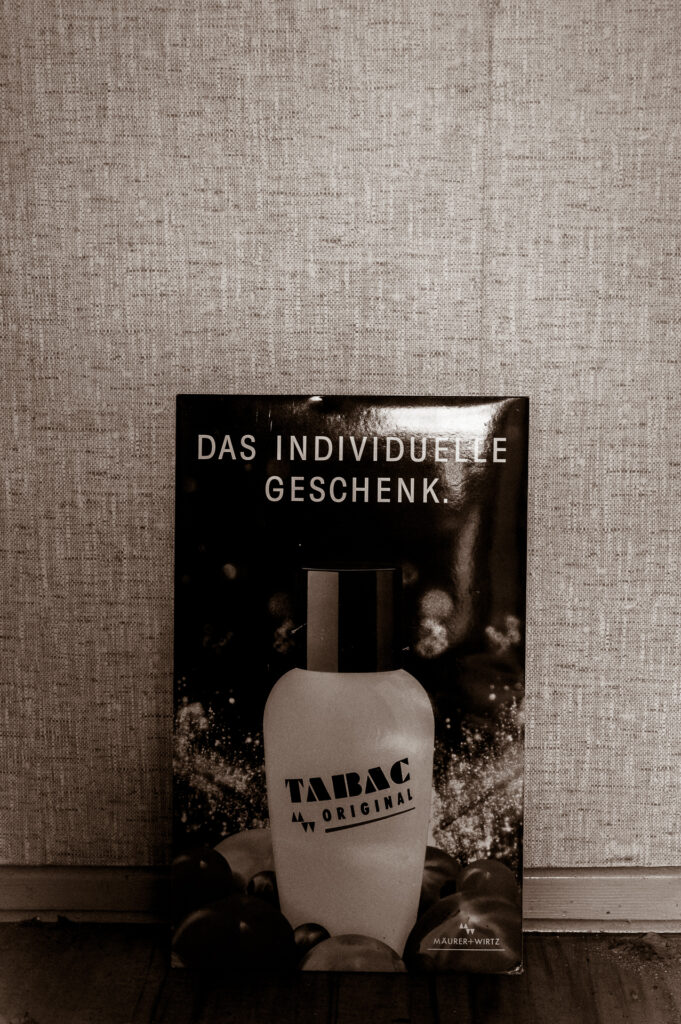 DAS INDIVIDUELLE
GESCHENK.
TABAC
ORIGINAL
MÄURER+WIRTZ